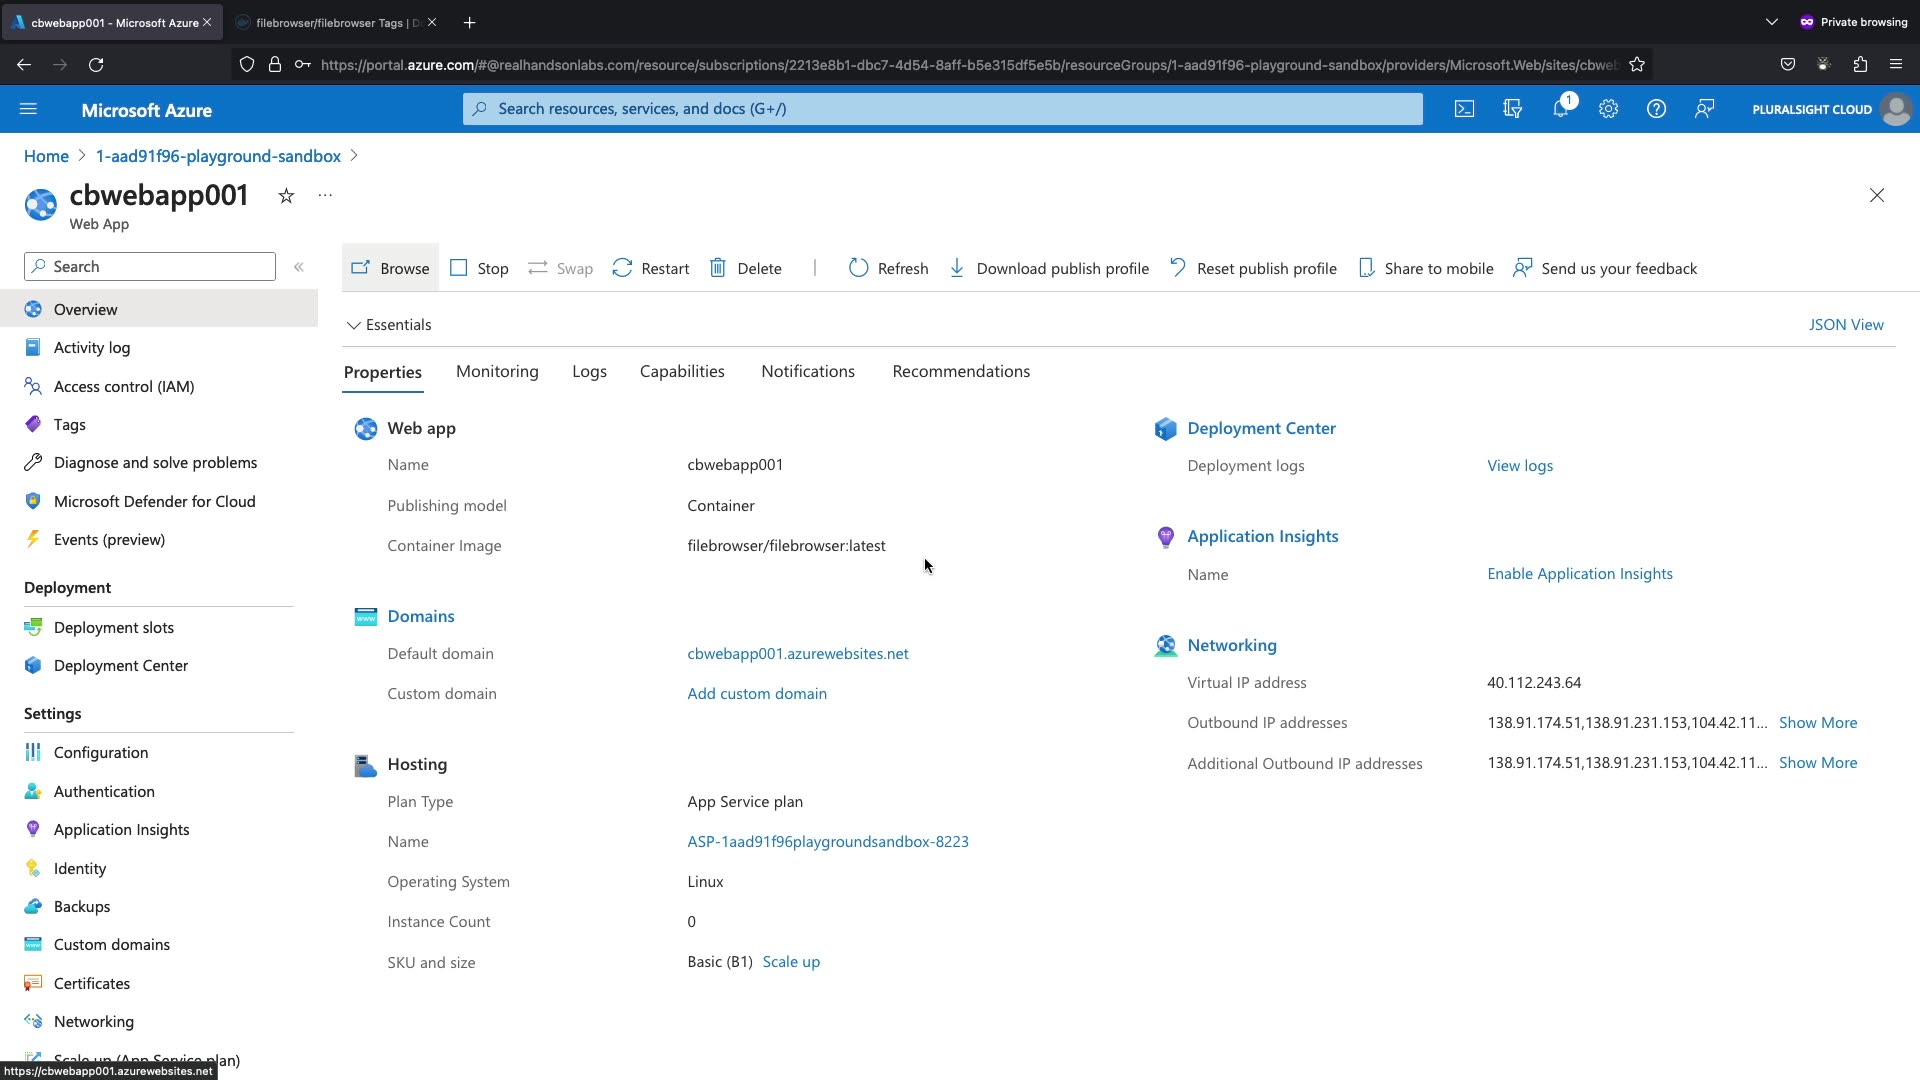 cbwebapp001 - Microsoft Azure
filebrowser/filebrowser Tags |
Private browsing
https://portal.azure.com/#@realhandsonlabs.com/resource/subscriptions/2213e8b1-dbc7-4d54-8aff-b5e315df5e5b/resourceGroups/1-aad91f96-playground-sandbox/providers/Microsoft.Web/sites/cbweb
Microsoft Azure
Search resources, services, and docs (G+/)
1
PLURALSIGHT CLOUD
Home > 1-aad91f96-playground-sandbox >
cbwebapp001
Web App
Search
Browse
Stop
Swap
Restart
Delete
Refresh
Download publish profile
Reset publish profile
Share to mobile
Send us your feedback
Overview
Activity log
Access control (IAM)
Tags
Diagnose and solve problems
Microsoft Defender for Cloud
Events (preview)
Deployment
Deployment slots
Deployment Center
Settings
Configuration
Authentication
Application Insights
Identity
Backups
Custom domains
Certificates
Networking
Scale up (App Service plan)
https://cbwebapp001.azurewebsites.net
Essentials
JSON View
Properties
Monitoring
Logs
Capabilities
Notifications
Recommendations
Web app
Name cbwebapp001
Publishing model Container
Container Image filebrowser/filebrowser:latest
Domains
Default domain cbwebapp001.azurewebsites.net
Custom domain Add custom domain
Hosting
Plan Type App Service plan
Name ASP-1aad91f96playgroundsandbox-8223
Operating System Linux
Instance Count 0
SKU and size Basic (B1) Scale up
Deployment Center
Deployment logs View logs
Application Insights
Name Enable Application Insights
Networking
Virtual IP address 40.112.243.64
Outbound IP addresses 138.91.174.51,138.91.231.153,104.42.11... Show More
Additional Outbound IP addresses 138.91.174.51,138.91.231.153,104.42.11... Show More